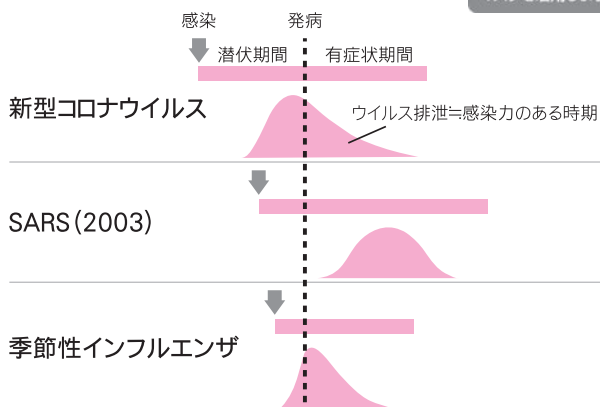 感染
発病
潜伏期間
有症状期間
新型コロナウイルス
ウイルス排泄≒感染力のある時期
SARS(2003)
季節性インフルエンザ